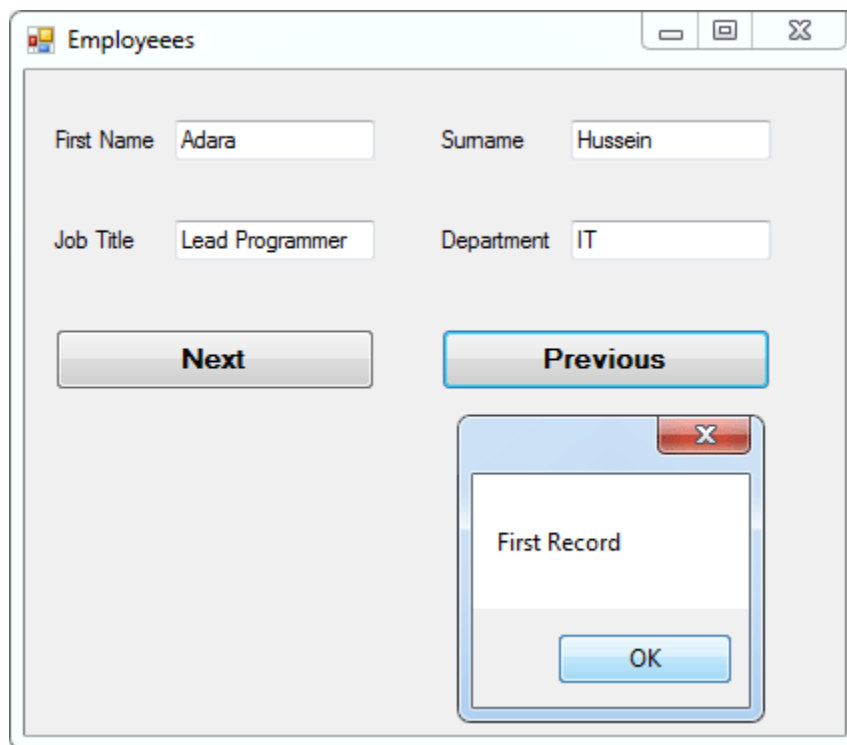 Employeees
First Name Adara Surname Hussein
Job Title Lead Programmer Department IT
Next Previous
First Record
OK